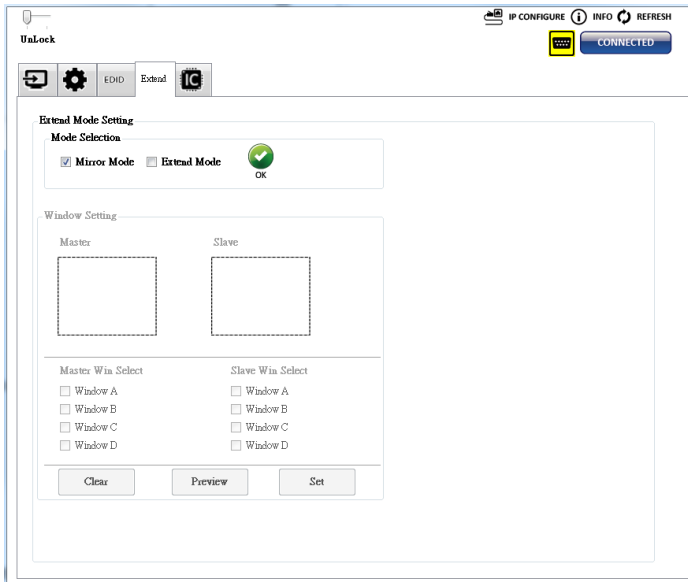 IP CONFIGURE INFO REFRESH
UnLock
CONNECTED
EDID Extend IC
Extend Mode Setting
Mode Selection
Mirror Mode Extend Mode
OK
Window Setting
Master Slave
Master Win Select Slave Win Select
Window A Window A
Window B Window B
Window C Window C
Window D Window D
Clear Preview Set